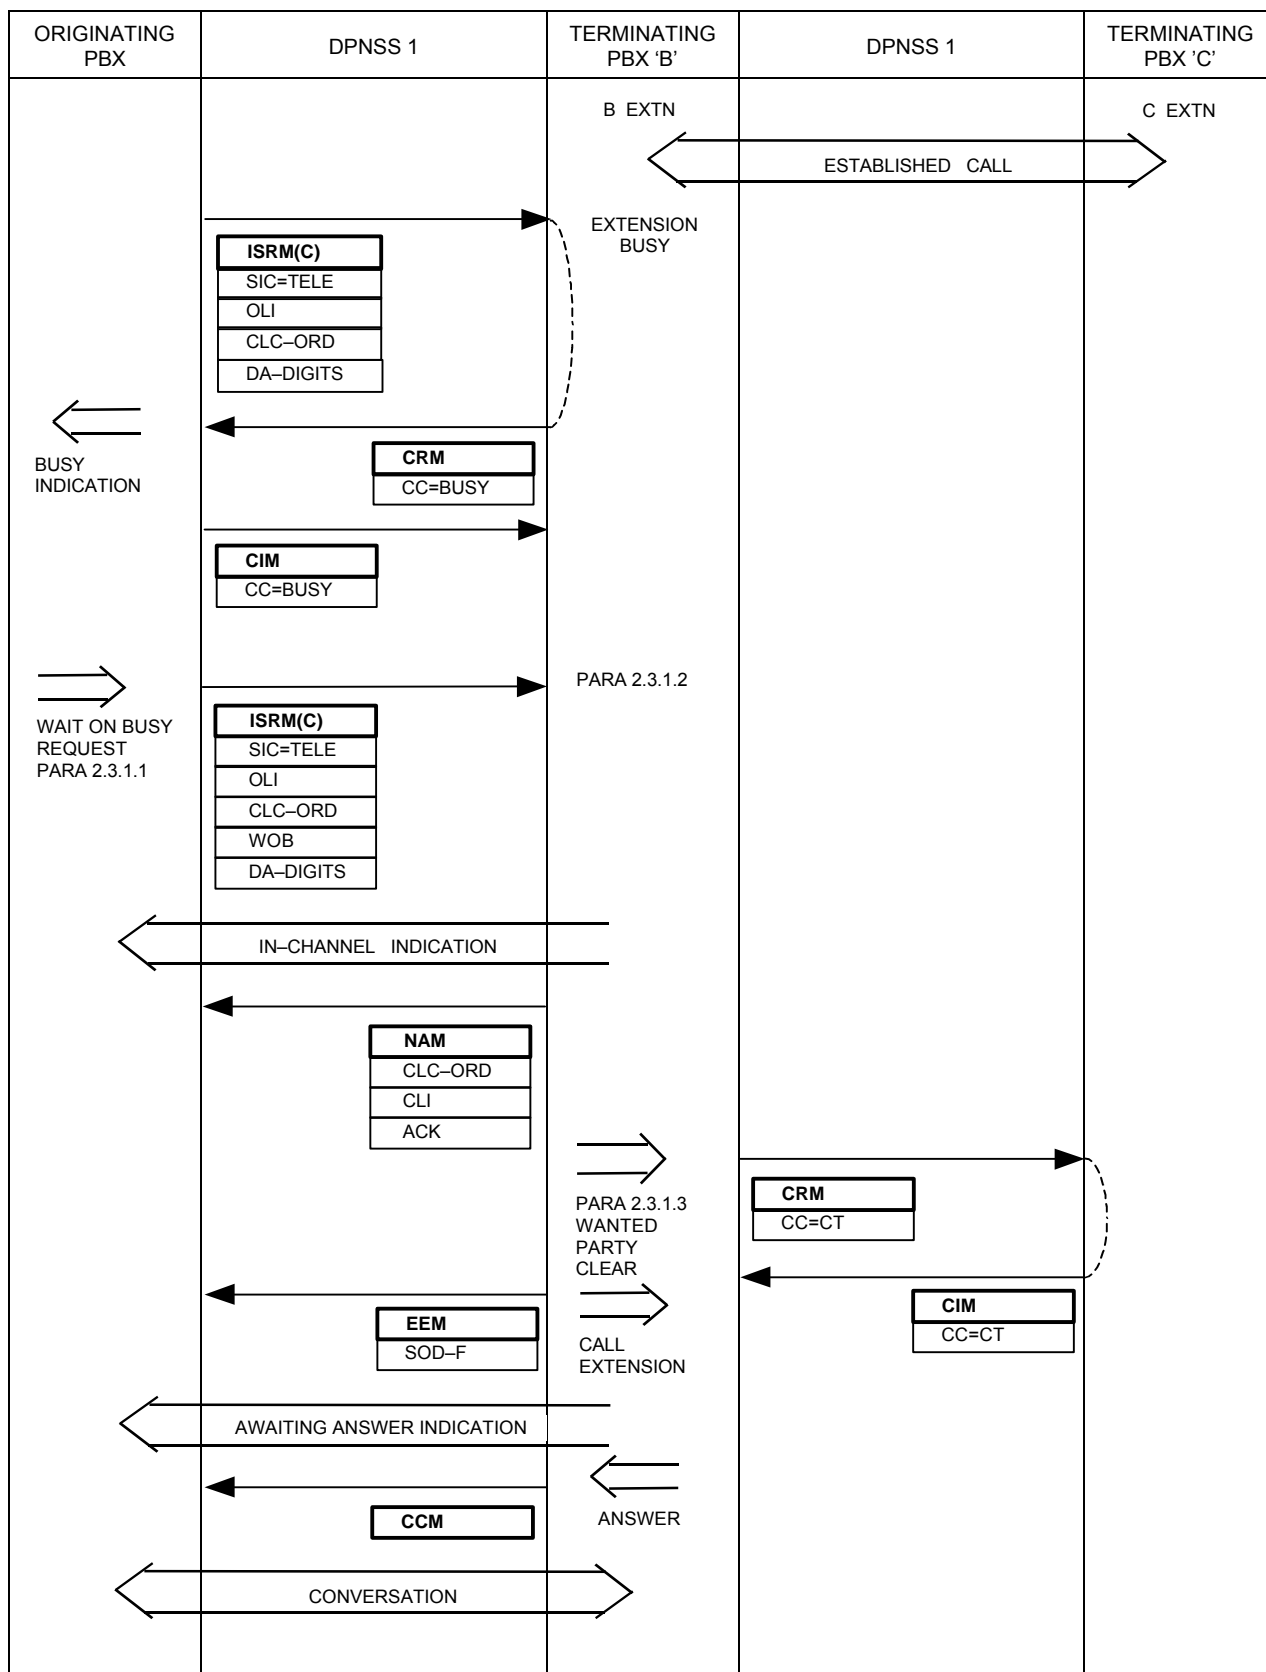 ORIGINATING
PBX
DPNSS 1
TERMINATING
PBX ‘B’
DPNSS 1
TERMINATING
PBX ’C’
B EXTN
C EXTN
ESTABLISHED CALL
EXTENSION
BUSY
ISRM(C)
SIC=TELE
OLI
CLC–ORD
DA–DIGITS
BUSY
INDICATION
CRM
CC=BUSY
CIM
CC=BUSY
WAIT ON BUSY
REQUEST
PARA 2.3.1.1
PARA 2.3.1.2
ISRM(C)
SIC=TELE
OLI
CLC–ORD
WOB
DA–DIGITS
IN–CHANNEL INDICATION
NAM
CLC–ORD
CLI
ACK
PARA 2.3.1.3
WANTED
PARTY
CLEAR
CRM
CC=CT
EEM
SOD–F
CALL
EXTENSION
CIM
CC=CT
AWAITING ANSWER INDICATION
CCM
ANSWER
CONVERSATION